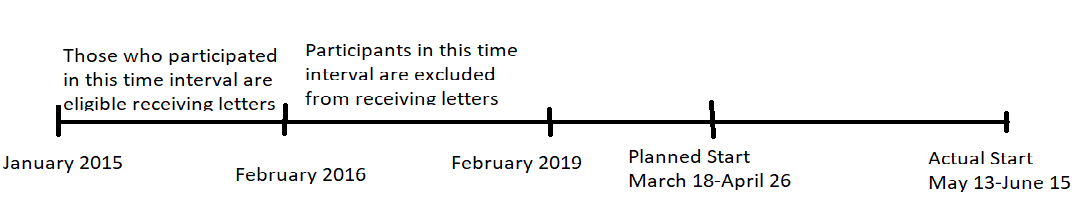 Those who participated
in this time interval are
eligible receiving letters
Participants in this time
interval are excluded
from receiving letters
January 2015
February 2016
February 2019
Planned Start
March 18-April 26
Actual Start
May 13-June 15